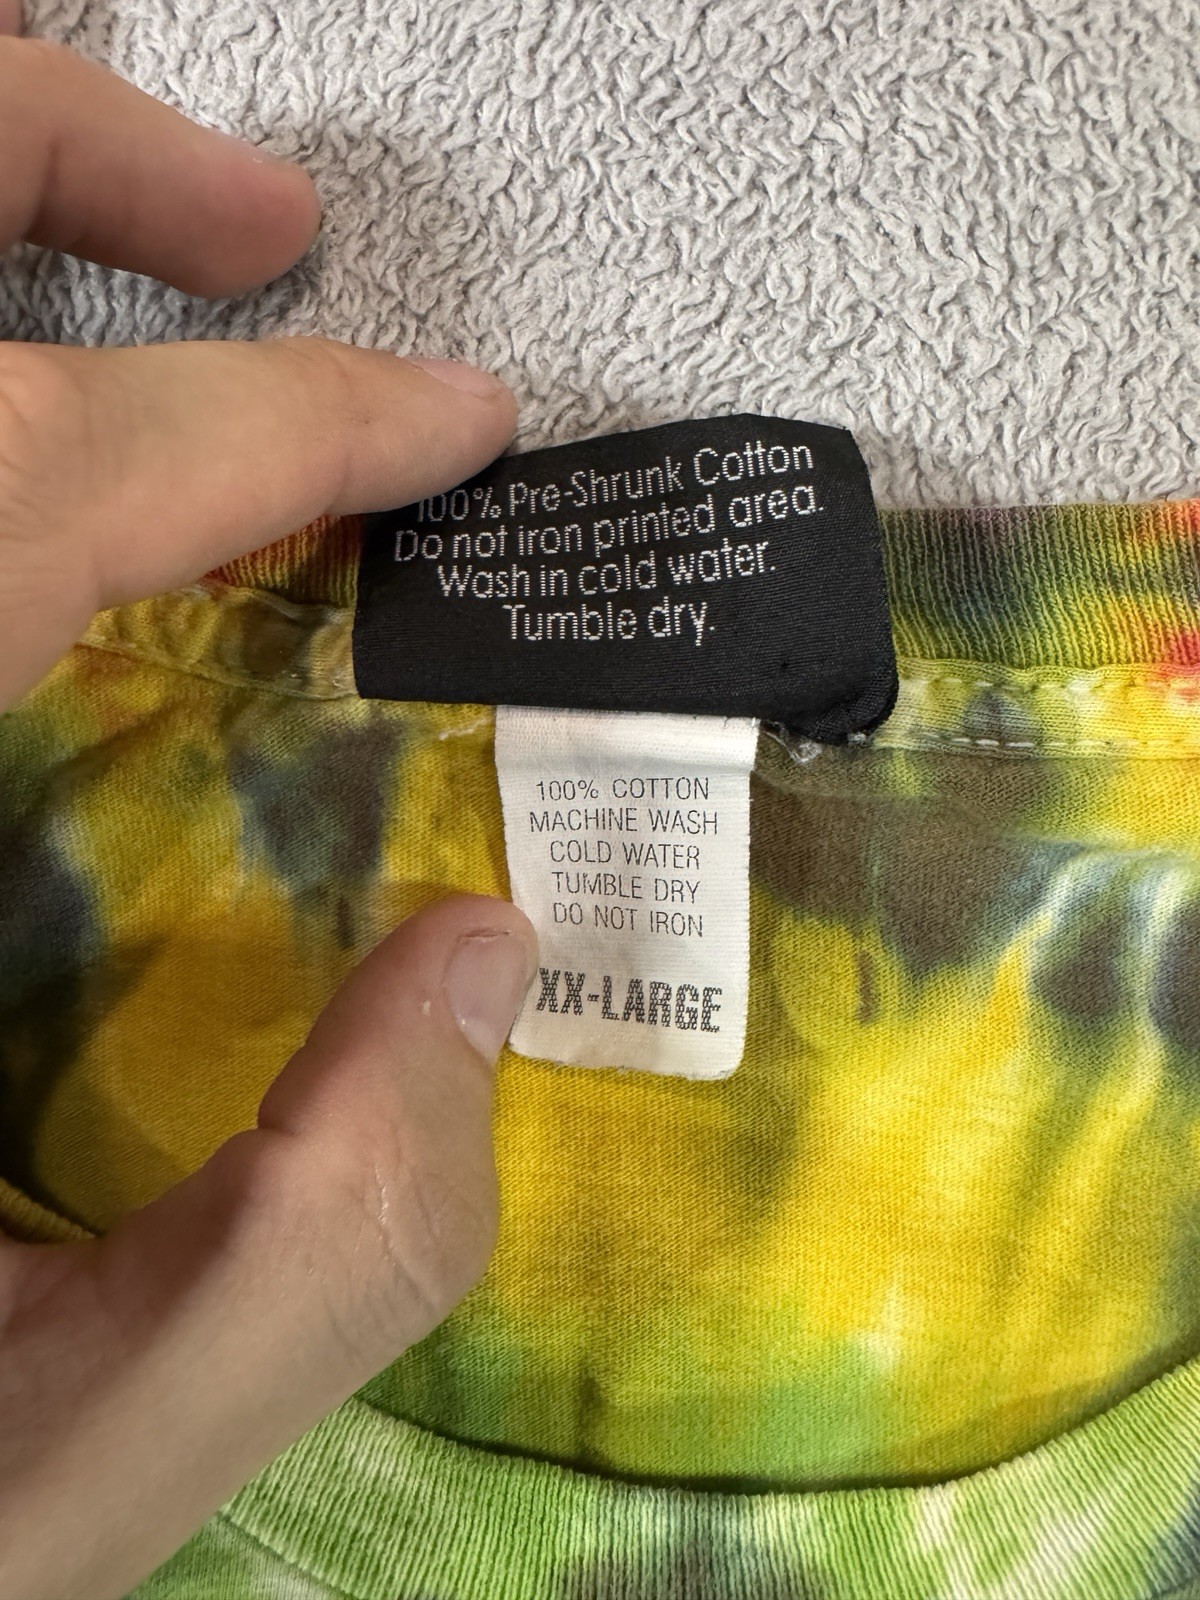 100% Pre-Shrunk Cotton
Do not iron printed area.
Wash in cold water.
Tumble dry.
100% COTTON
MACHINE WASH
COLD WATER
TUMBLE DRY
DO NOT IRON
XX-LARGE